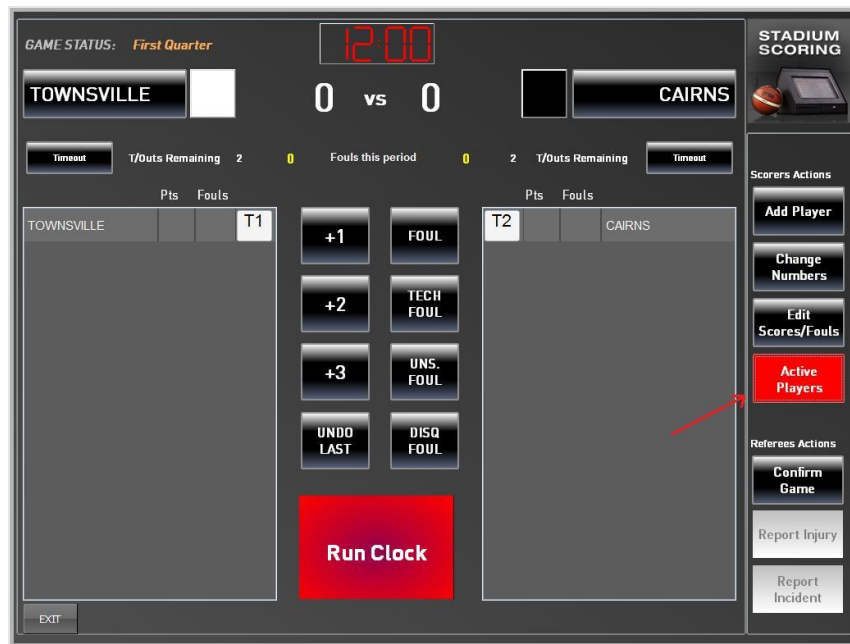 GAME STATUS: First Quarter
12:00
STADIUM
SCORING
TOWNSVILLE
0 vs 0
CAIRNS
Timeout
T/Outs Remaining 2
0 Fouls this period 0
2 T/Outs Remaining
Timeout
Pts Fouls
Pts Fouls
TOWNSVILLE T1
T2 CAIRNS
+1
FOUL
+2
TECH
FOUL
+3
UNS.
FOUL
UNDO
LAST
DISQ
FOUL
Run Clock
EXIT
Scorers Actions
Add Player
Change
Numbers
Edit
Scores/Fouls
Active
Players
Referees Actions
Confirm
Game
Report Injury
Report
Incident